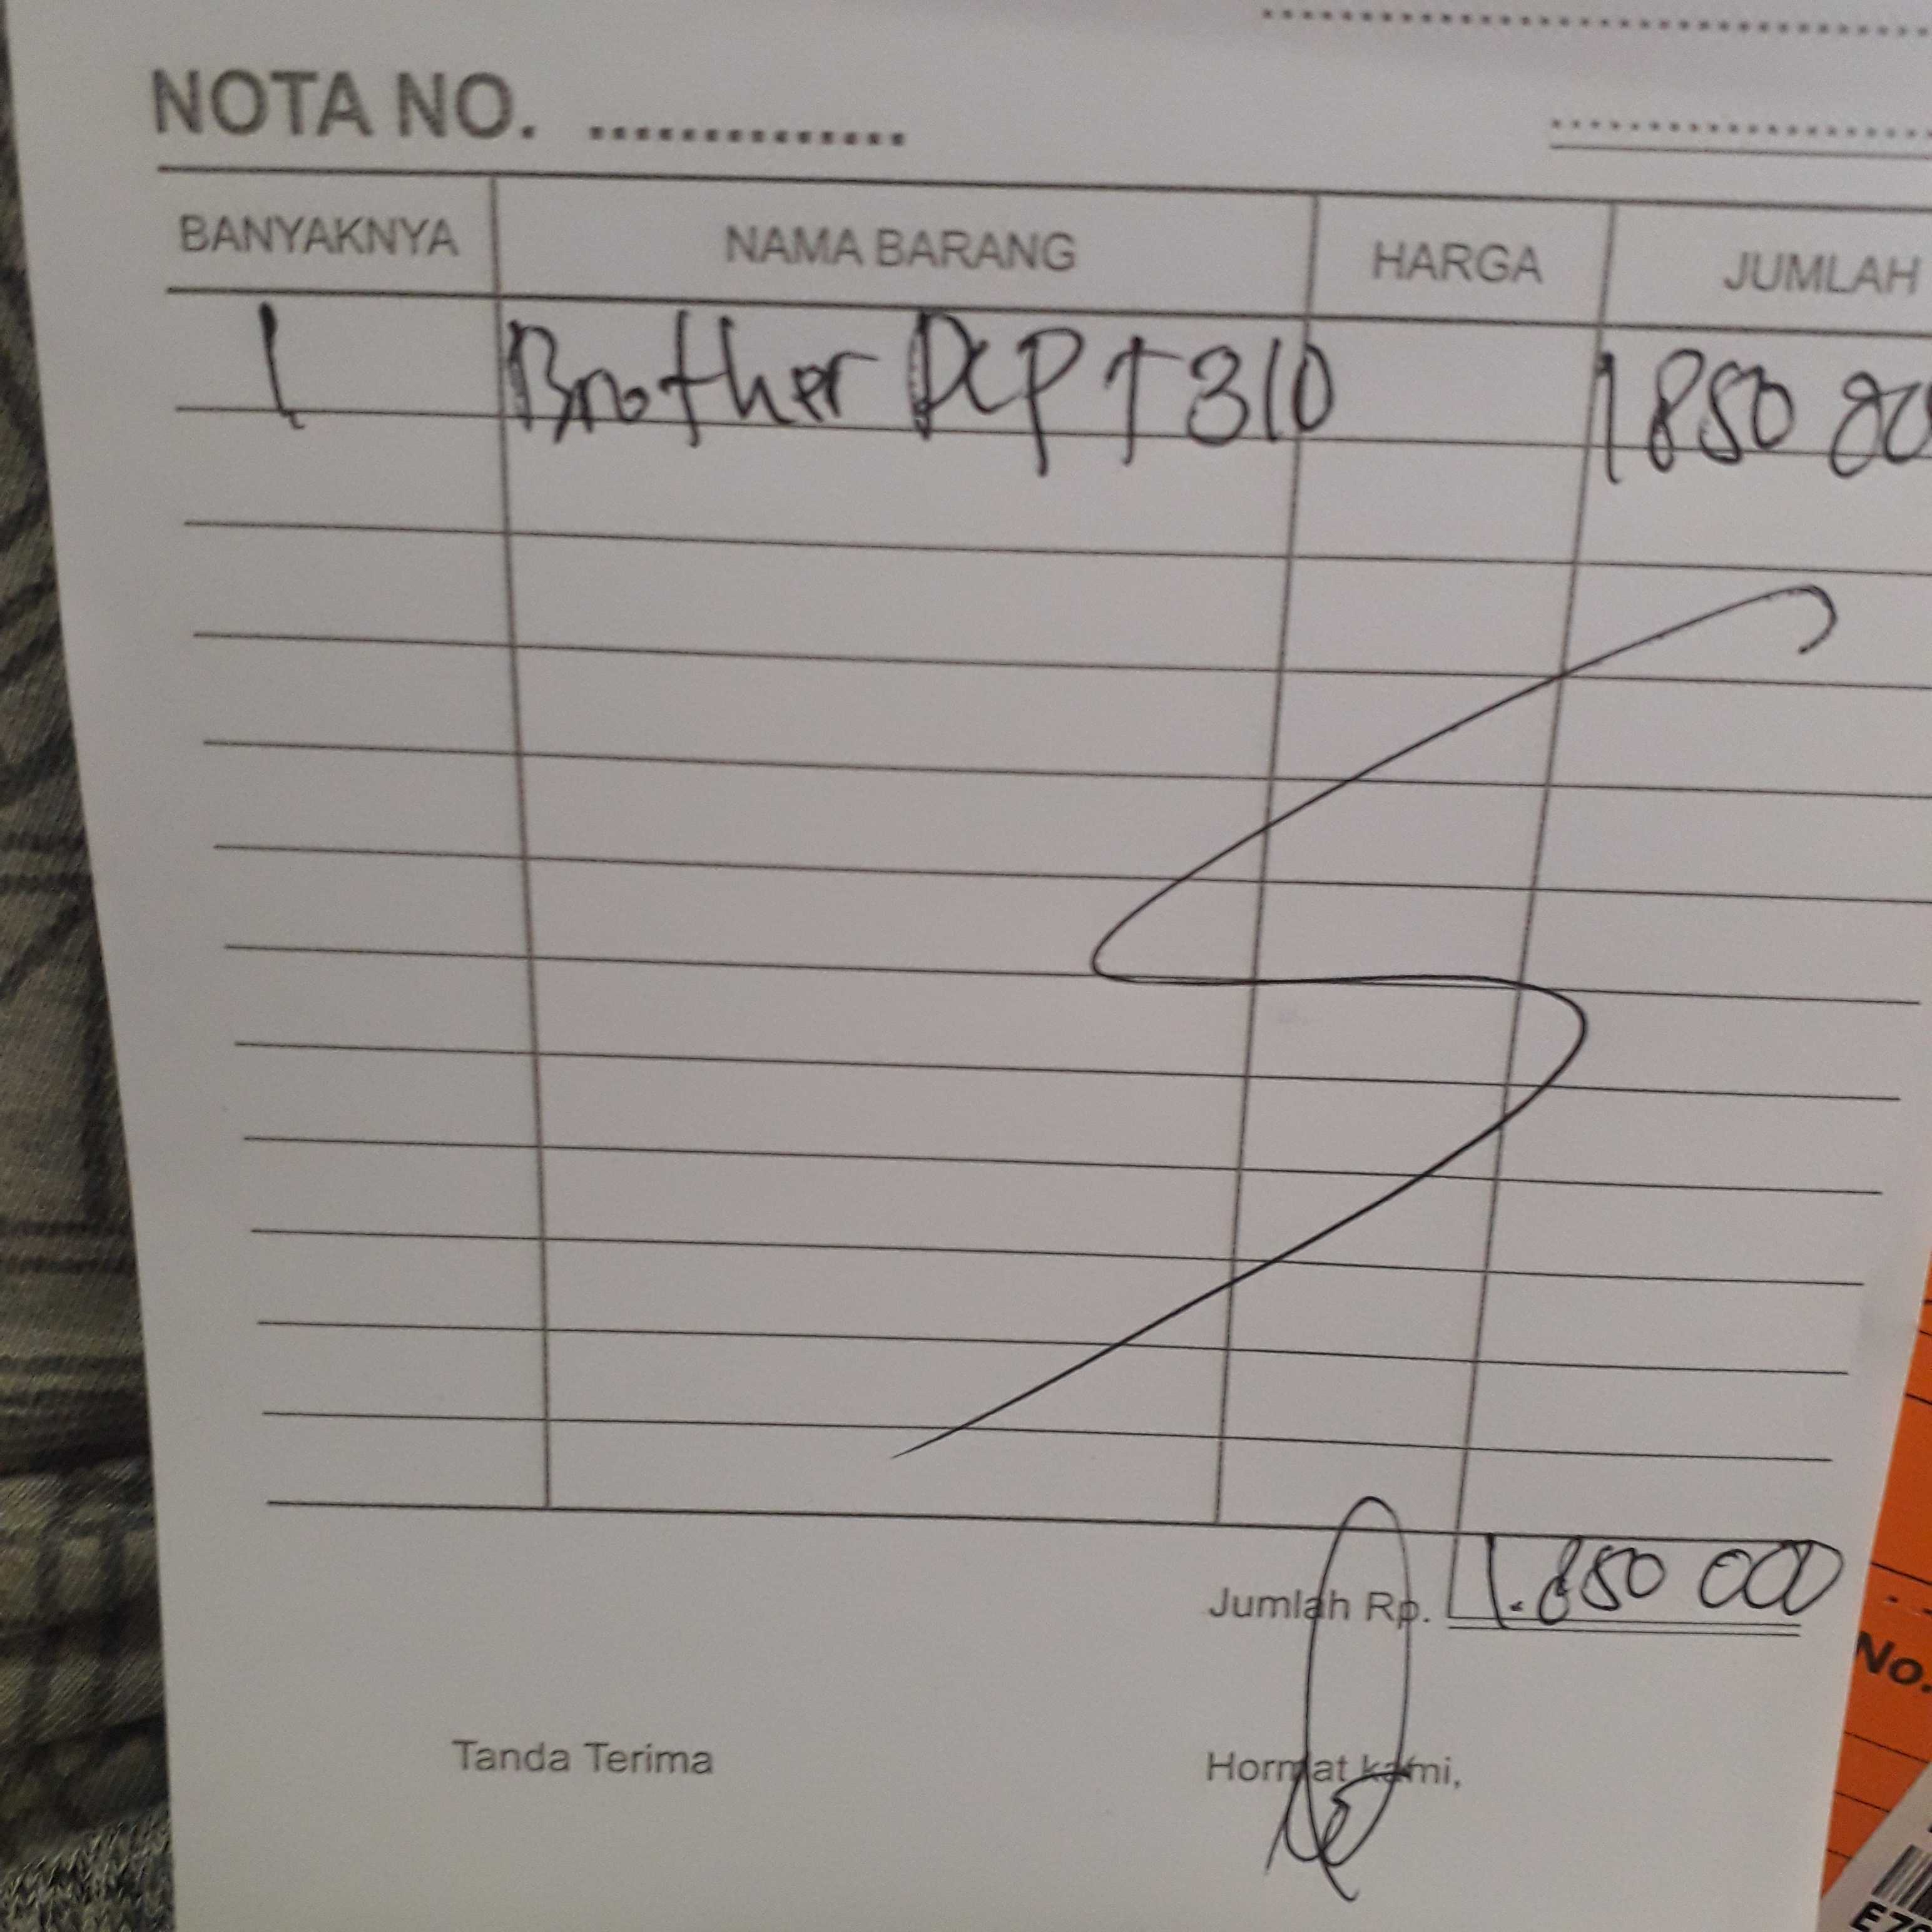 NOTA NO. ..............
BANYAKNYA NAMA BARANG HARGA JUMLAH
1 Brother DCP T310 1850 000
Jumlah Rp. 1.850 000
Tanda Terima Hormat kami,
No.